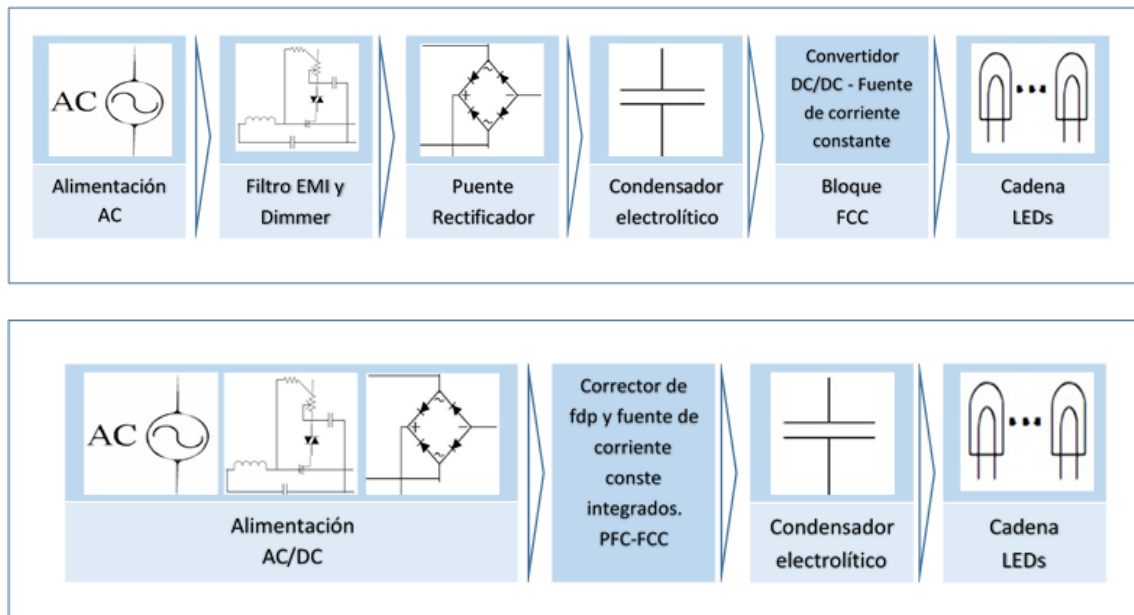 AC
Convertidor
DC/DC - Fuente
de corriente
constante
Alimentación
AC
Filtro EMI y
Dimmer
Puente
Rectificador
Condensador
electrolítico
Bloque
FCC
Cadena
LEDs
AC
Corrector de
fdp y fuente de
corriente
conste
integrados.
PFC-FCC
Alimentación
AC/DC
Condensador
electrolítico
Cadena
LEDs